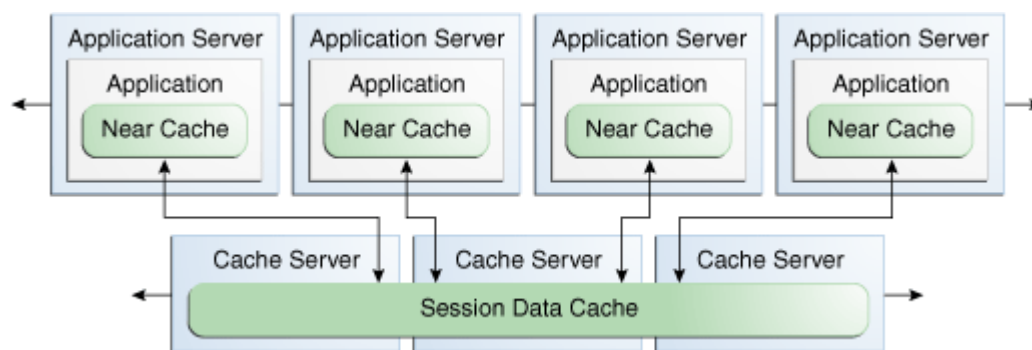 Application Server
Application
Near Cache
Application Server
Application
Near Cache
Application Server
Application
Near Cache
Application Server
Application
Near Cache
Cache Server
Cache Server
Cache Server
Session Data Cache